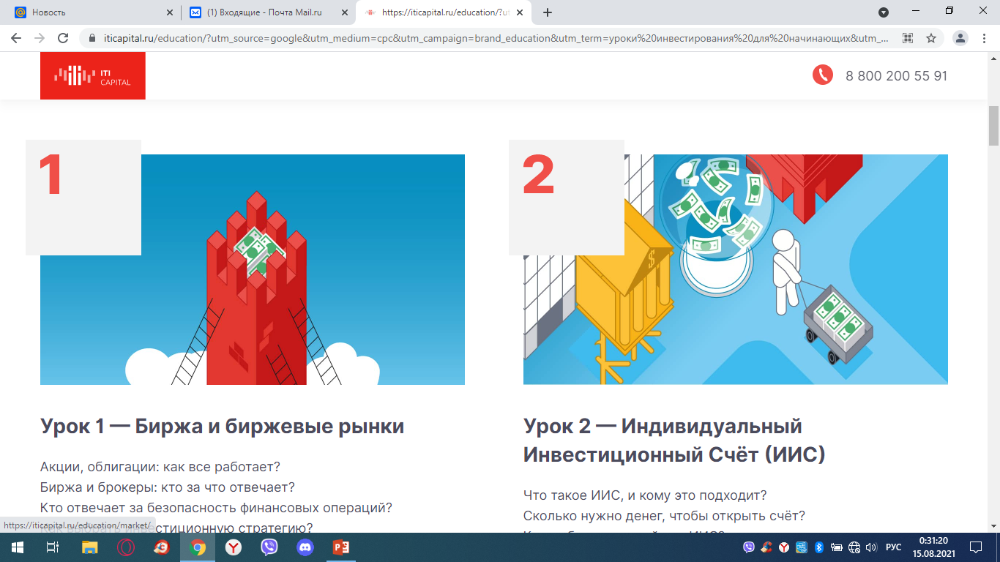 Новость
(1) Входящие - Почта Mail.ru
https://iticapital.ru/education/?ut
iticapital.ru/education/?utm_source=google&utm_medium=cpc&utm_campaign=brand_education&utm_term=уроки%20инвестирования%20для%20начинающих&utm_...
ITI
CAPITAL
8 800 200 55 91
1
2
$
Урок 1 — Биржа и биржевые рынки
Акции, облигации: как все работает?
Биржа и брокеры: кто за что отвечает?
Кто отвечает за безопасность финансовых операций?
Как выбрать инвестиционную стратегию?
Урок 2 — Индивидуальный
Инвестиционный Счёт (ИИС)
Что такое ИИС, и кому это подходит?
Сколько нужно денег, чтобы открыть счёт?
https://iticapital.ru/education/market/
РУС
0:31:20
15.08.2021